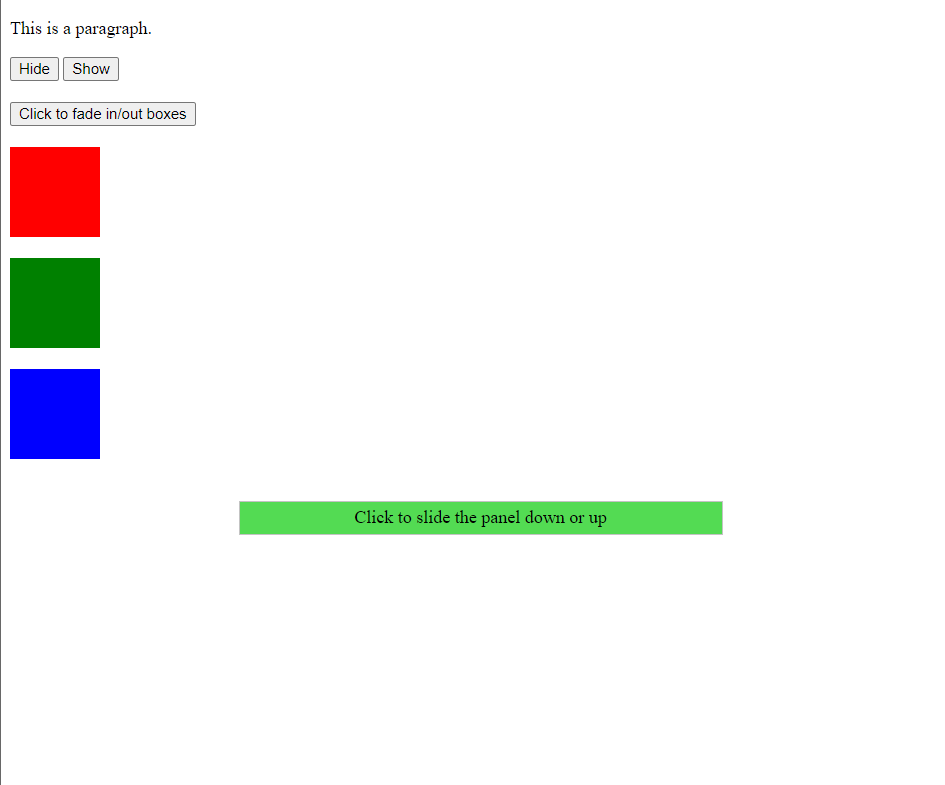 This is a paragraph.
Hide Show
Click to fade in/out boxes
Click to slide the panel down or up